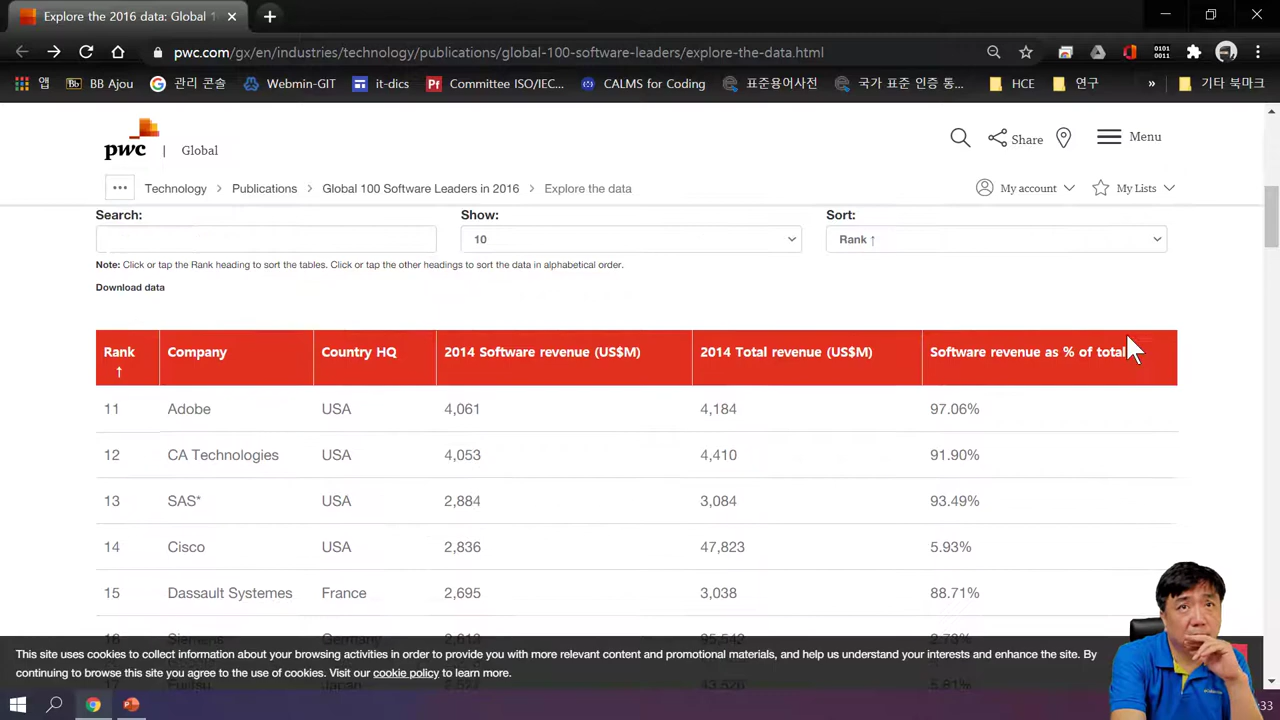 Explore the 2016 data: Global 10
pwc.com/gx/en/industries/technology/publications/global-100-software-leaders/explore-the-data.html
앱 BB Ajou 관리 콘솔 Webmin-GIT it-dics Committee ISO/IEC... CALMS for Coding 표준용어사전 국가 표준 인증 통... HCE 연구 » 기타 북마크
pwc | Global
Share
Menu
... Technology > Publications > Global 100 Software Leaders in 2016 > Explore the data
My account
My Lists
Search: Show: Sort:
10 Rank ↑
Note: Click or tap the Rank heading to sort the tables. Click or tap the other headings to sort the data in alphabetical order.
Download data
Rank ↑ Company Country HQ 2014 Software revenue (US$M) 2014 Total revenue (US$M) Software revenue as % of total
11 Adobe USA 4,061 4,184 97.06%
12 CA Technologies USA 4,053 4,410 91.90%
13 SAS* USA 2,884 3,084 93.49%
14 Cisco USA 2,836 47,823 5.93%
15 Dassault Systemes France 2,695 3,038 88.71%
Siemens Germany
This site uses cookies to collect information about your browsing activities in order to provide you with more relevant content and promotional materials, and help us understand your interests and enhance the site. By
continuing to browse this site you agree to the use of cookies. Visit our cookie policy to learn more.
Fujitsu Japan